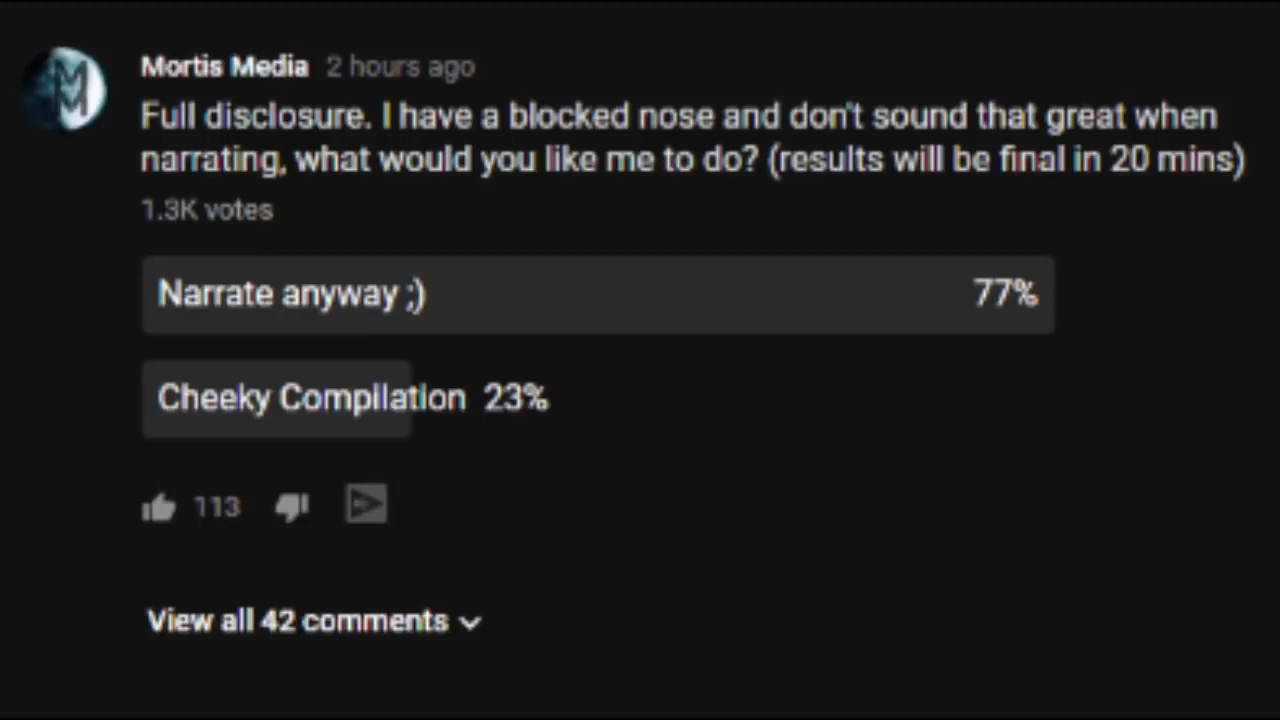 Mortis Media 2 hours ago
Full disclosure. I have a blocked nose and don't sound that great when
narrating, what would you like me to do? (results will be final in 20 mins)
1.3K votes
Narrate anyway ;) 77%
Cheeky Compilation 23%
113
View all 42 comments